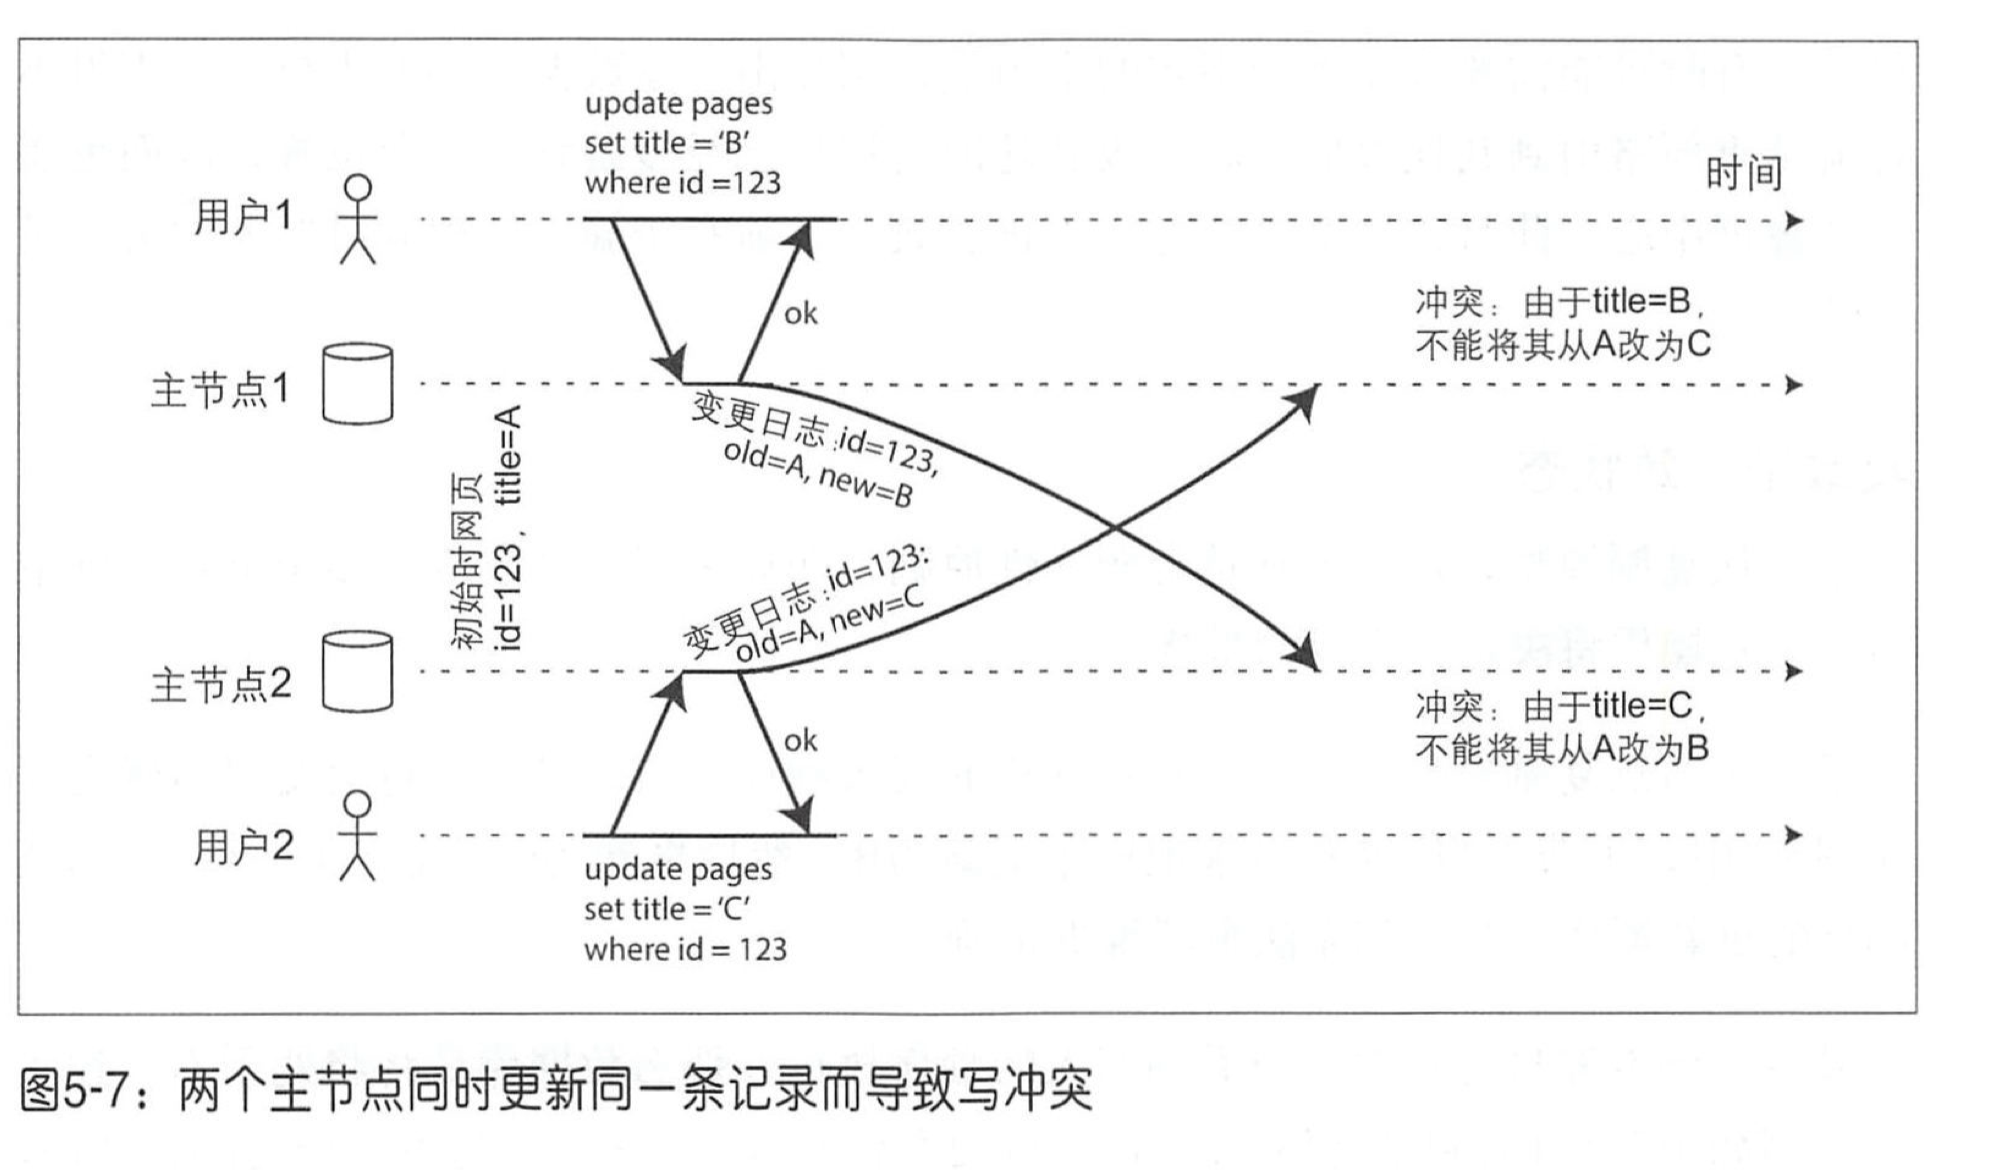 update pages
set title = ‘B’
where id =123
时间
用户1
ok
冲突：由于title=B，
不能将其从A改为C
主节点1
变更日志:id=123,
old=A, new=B
初始时网页
id=123，title=A
变更日志:id=123:
old=A, new=C
主节点2
冲突：由于title=C，
不能将其从A改为B
ok
用户2
update pages
set title = ‘C’
where id = 123
图5-7：两个主节点同时更新同一条记录而导致写冲突